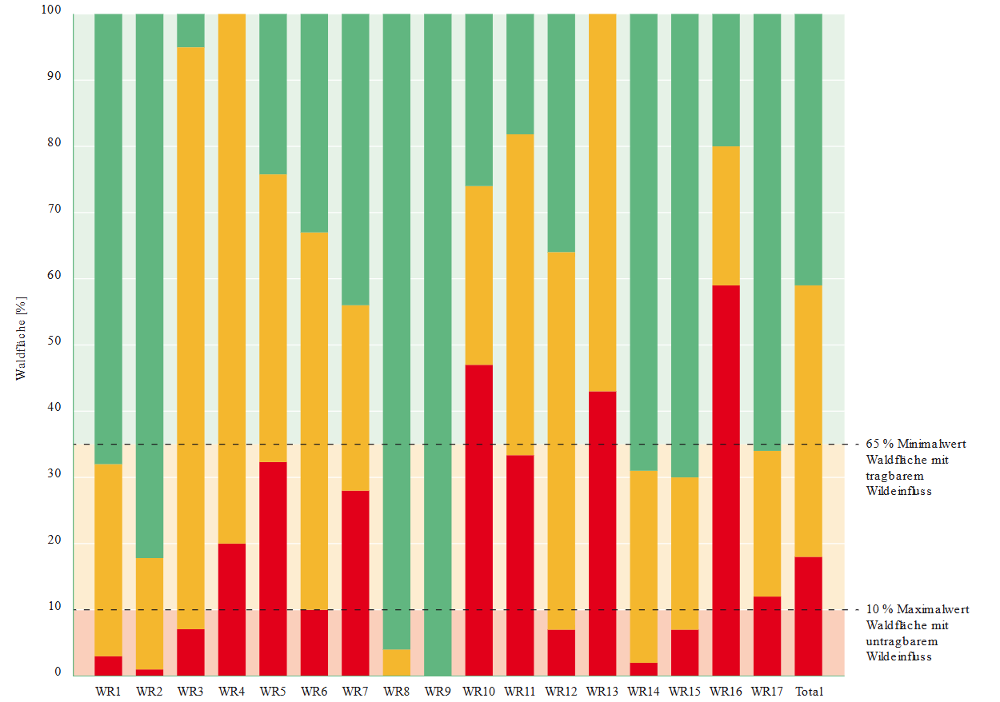 100
90
80
70
60
50
40
30
20
10
0
Waldfläche [%]
65 % Minimalwert
Waldfläche mit
tragbarem
Wildeinfluss
10 % Maximalwert
Waldfläche mit
untragbarem
Wildeinfluss
WR1 WR2 WR3 WR4 WR5 WR6 WR7 WR8 WR9 WR10 WR11 WR12 WR13 WR14 WR15 WR16 WR17 Total